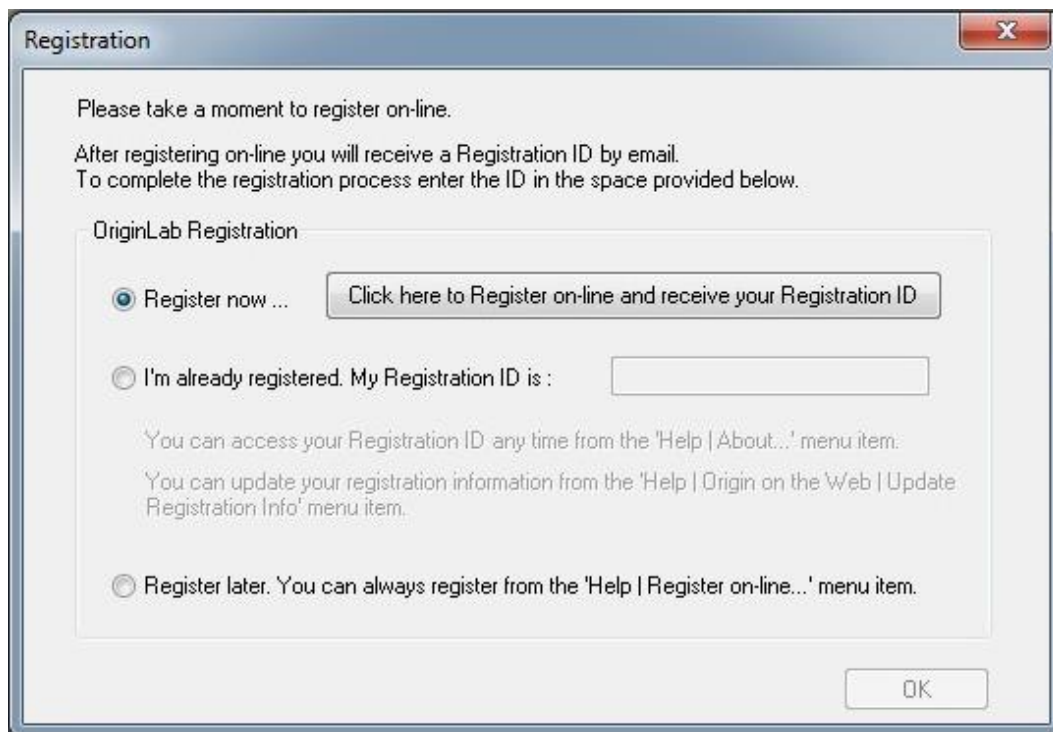 Registration
Please take a moment to register on-line.
After registering on-line you will receive a Registration ID by email.
To complete the registration process enter the ID in the space provided below.
OriginLab Registration
Register now ... Click here to Register on-line and receive your Registration ID
I'm already registered. My Registration ID is :
You can access your Registration ID any time from the 'Help | About...' menu item.
You can update your registration information from the 'Help | Origin on the Web | Update
Registration Info' menu item.
Register later. You can always register from the 'Help | Register on-line...' menu item.
OK